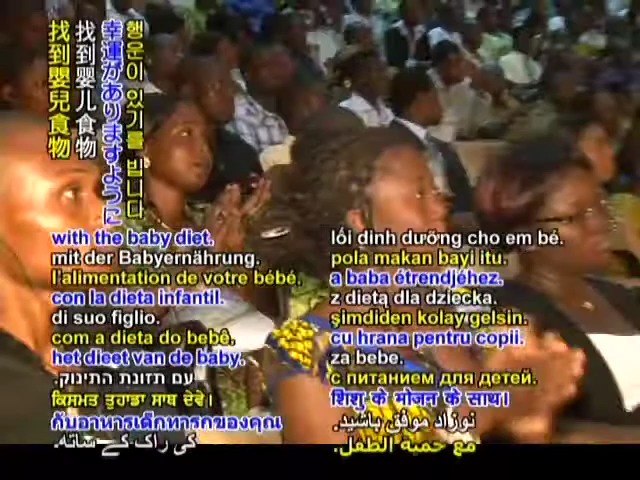 找到嬰兒食物
找到婴儿食物
幸運がありますように
행운이 있기를 빕니다
with the baby diet.
mit der Babyernährung.
l'alimentation de votre bébé.
con la dieta infantil.
di suo figlio.
com a dieta do bebê.
het dieet van de baby.
עם תזונת התינוק.
ਕਿਸਮਤ ਤੁਹਾਡਾ ਸਾਥ ਦੇਵੇ।
กับอาหารเด็กทารกของคุณ
کی راک کے ساتھ.
lối dinh dưỡng cho em bé.
pola makan bayi itu.
a baba étrendjéhez.
z dietą dla dziecka.
şimdiden kolay gelsin.
cu hrana pentru copii.
za bebe.
с питанием для детей.
शिशु के भोजन के साथ।
نوزاد موفق باشید.
مع حمية الطفل.